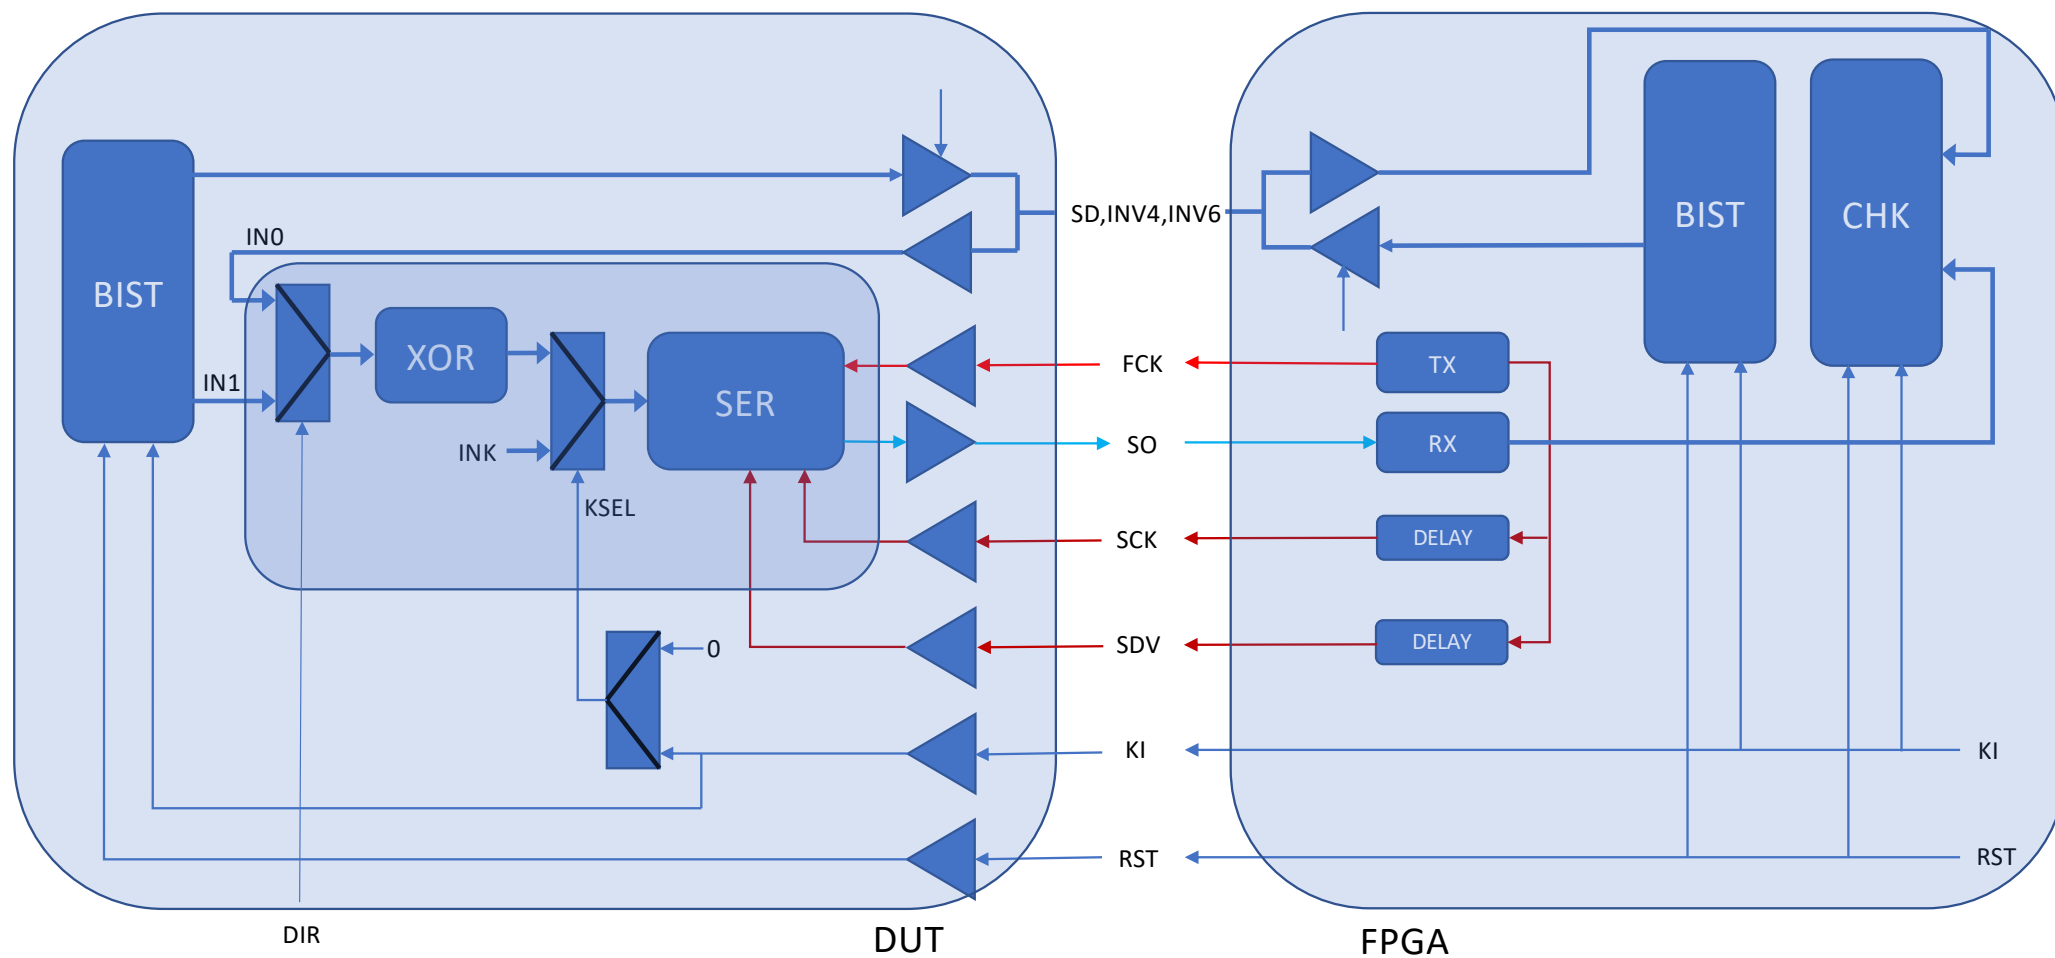 BIST
IN0
IN1
XOR
INK
KSEL
SER
0
DIR
DUT
SD,INV4,INV6
FCK
SO
SCK
SDV
KI
RST
BIST
CHK
TX
RX
DELAY
DELAY
KI
RST
FPGA